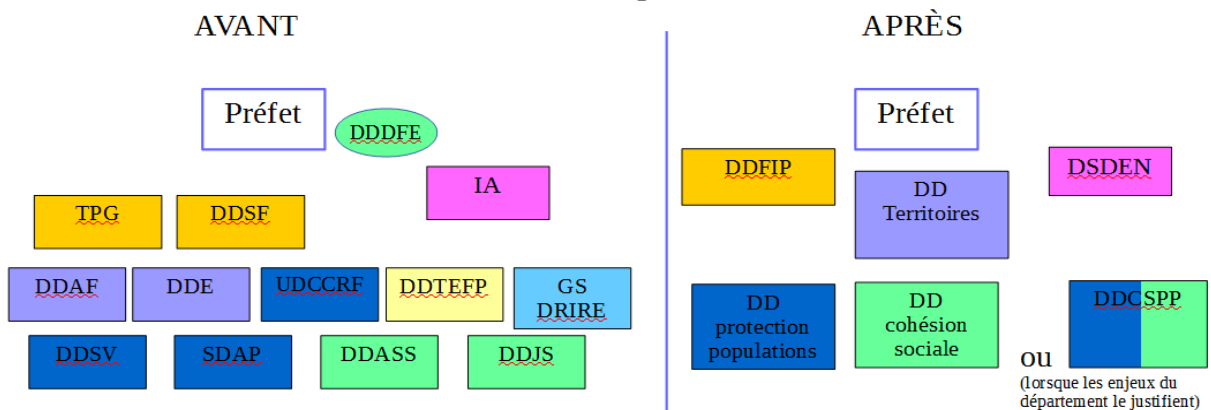 AVANT
Préfet
DDDFE
IA
TPG
DDSF
DDAF
DDE
UDCCRF
DDTEFP
GS
DRIRE
DDSV
SDAP
DDASS
DDJS
APRÈS
Préfet
DDFIP
DD
Territoires
DSDEN
DD
protection
populations
DD
cohésion
sociale
ou
(lorsque les enjeux du
département le justifient)
DDCSPP